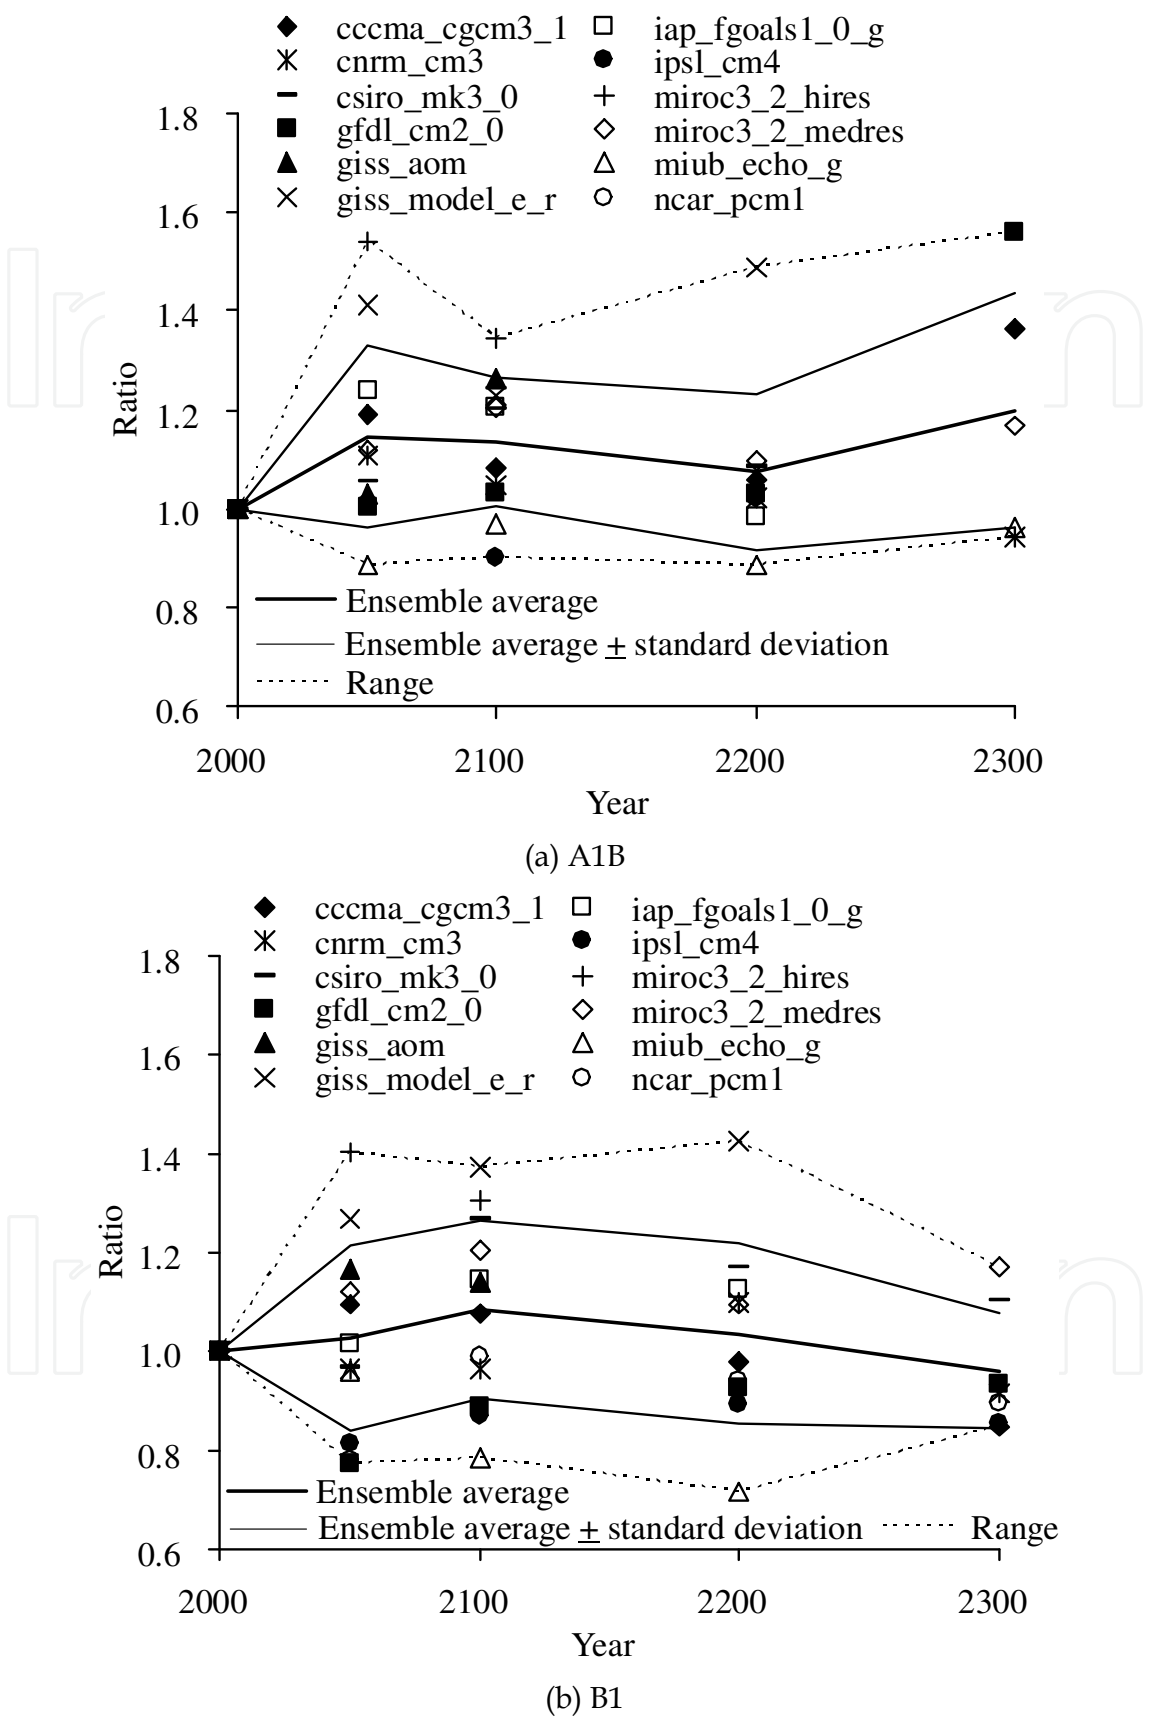 cccma_cgcm3_1 iap_fgoals1_0_g
cnrm_cm3 ipsl_cm4
csiro_mk3_0 miroc3_2_hires
gfdl_cm2_0 miroc3_2_medres
giss_aom miub_echo_g
giss_model_e_r ncar_pcm1
1.8
1.6
1.4
1.2
1.0
0.8
0.6
Ratio
Ensemble average
Ensemble average ± standard deviation
Range
2000 2100 2200 2300
Year
(a) A1B
cccma_cgcm3_1 iap_fgoals1_0_g
cnrm_cm3 ipsl_cm4
csiro_mk3_0 miroc3_2_hires
gfdl_cm2_0 miroc3_2_medres
giss_aom miub_echo_g
giss_model_e_r ncar_pcm1
1.8
1.6
1.4
1.2
1.0
0.8
0.6
Ratio
Ensemble average
Ensemble average ± standard deviation Range
2000 2100 2200 2300
Year
(b) B1